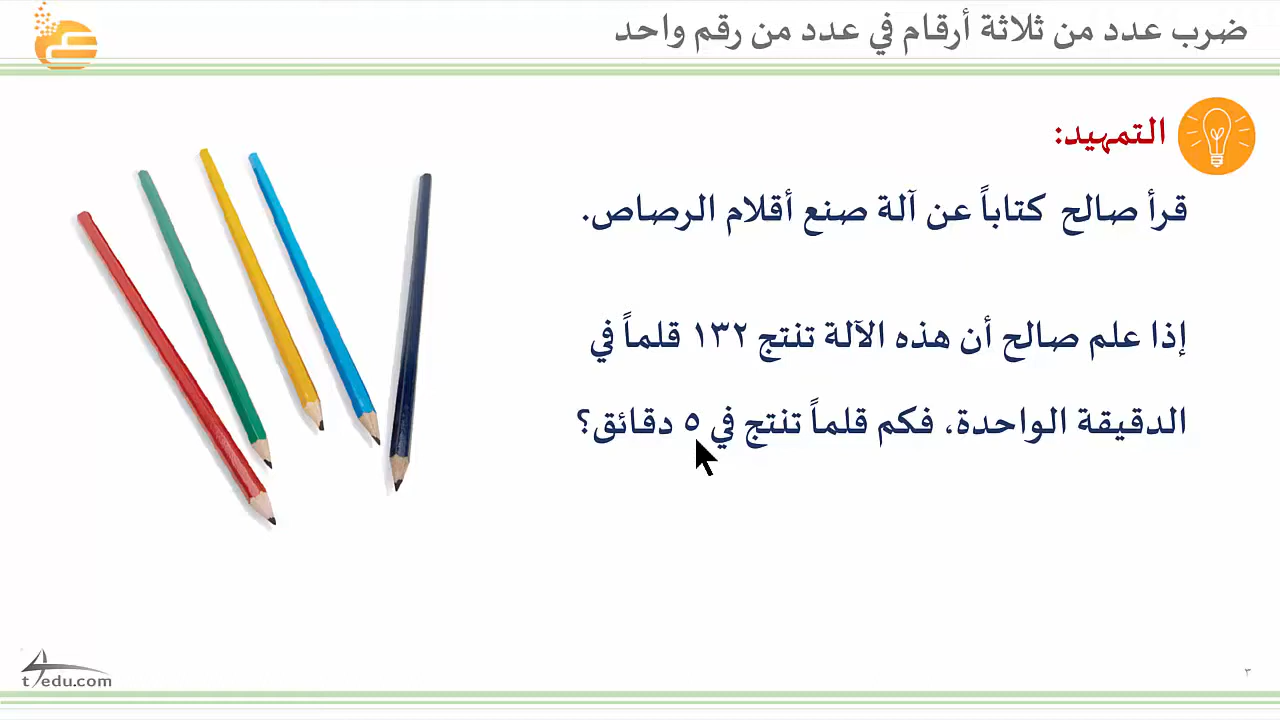 ضرب عدد من ثلاثة أرقام في عدد من رقم واحد
التمهيد:
قرأ صالح كتاباً عن آلة صنع أقلام الرصاص.
إذا علم صالح أن هذه الآلة تنتج ١٣٢ قلماً في
الدقيقة الواحدة، فكم قلماً تنتج في ٥ دقائق؟
t4edu.com
٣